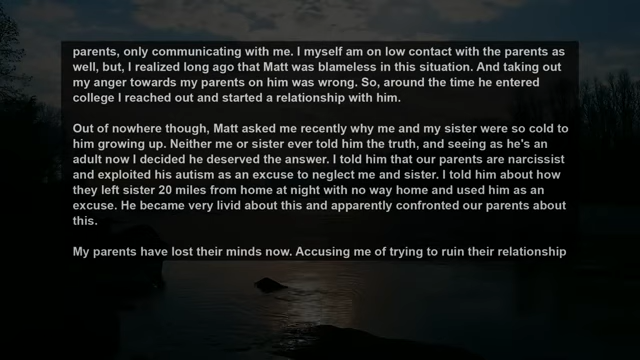 parents, only communicating with me. I myself am on low contact with the parents as
well, but, I realized long ago that Matt was blameless in this situation. And taking out
my anger towards my parents on him was wrong. So, around the time he entered
college I reached out and started a relationship with him.
Out of nowhere though, Matt asked me recently why me and my sister were so cold to
him growing up. Neither me or sister ever told him the truth, and seeing as he's an
adult now I decided he deserved the answer. I told him that our parents are narcissist
and exploited his autism as an excuse to neglect me and sister. I told him about how
they left sister 20 miles from home at night with no way home and used him as an
excuse. He became very livid about this and apparently confronted our parents about
this.
My parents have lost their minds now. Accusing me of trying to ruin their relationship